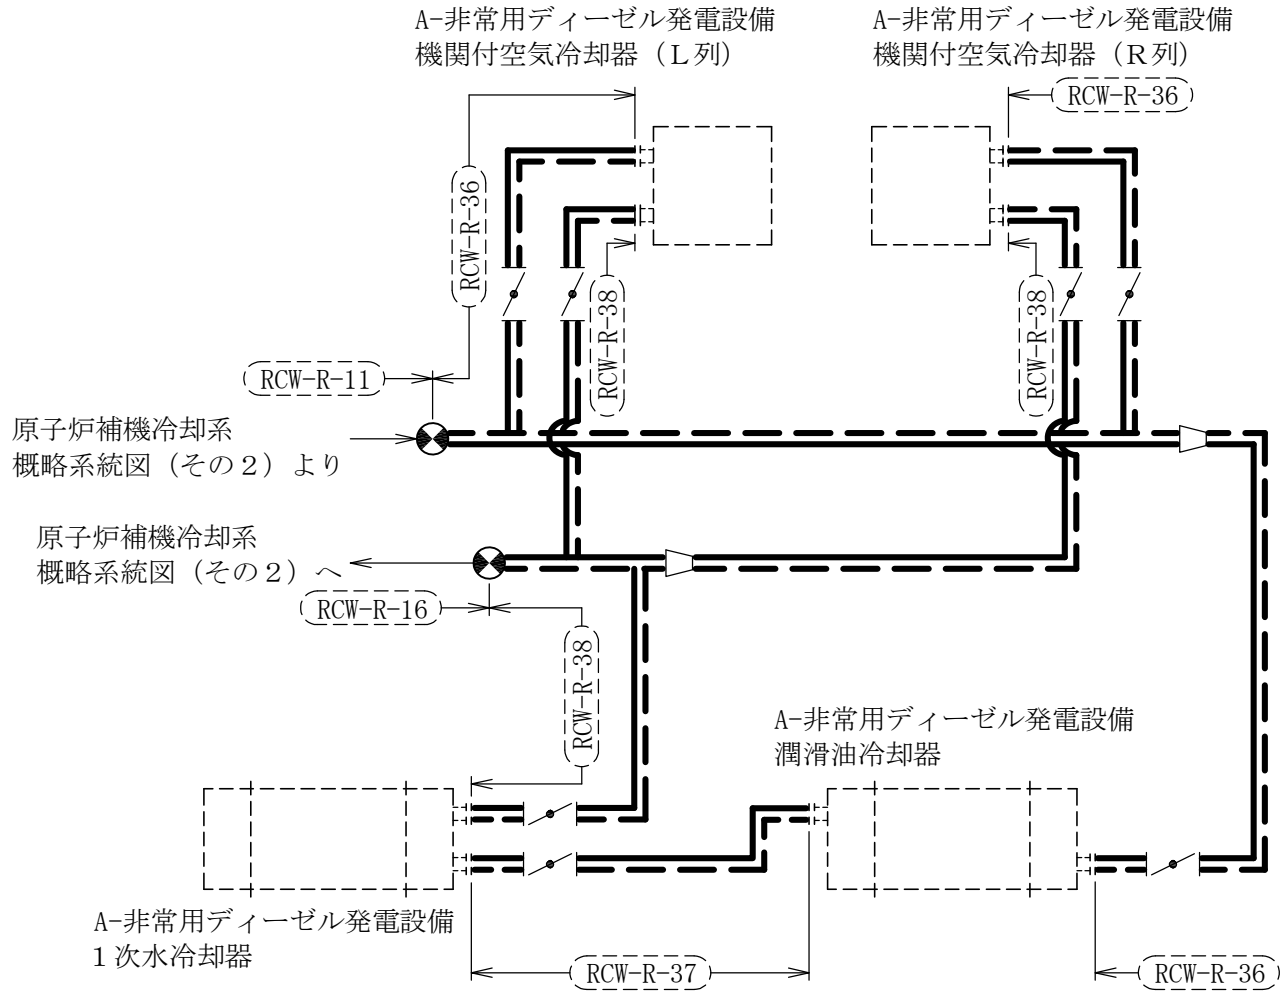 A-非常用ディーゼル発電設備
機関付空気冷却器（L列）
A-非常用ディーゼル発電設備
機関付空気冷却器（R列）
RCW-R-36
RCW-R-36
RCW-R-38
RCW-R-38
RCW-R-11
原子炉補機冷却系
概略系統図（その２）より
原子炉補機冷却系
概略系統図（その２）へ
RCW-R-16
RCW-R-38
A-非常用ディーゼル発電設備
潤滑油冷却器
A-非常用ディーゼル発電設備
１次水冷却器
RCW-R-37
RCW-R-36